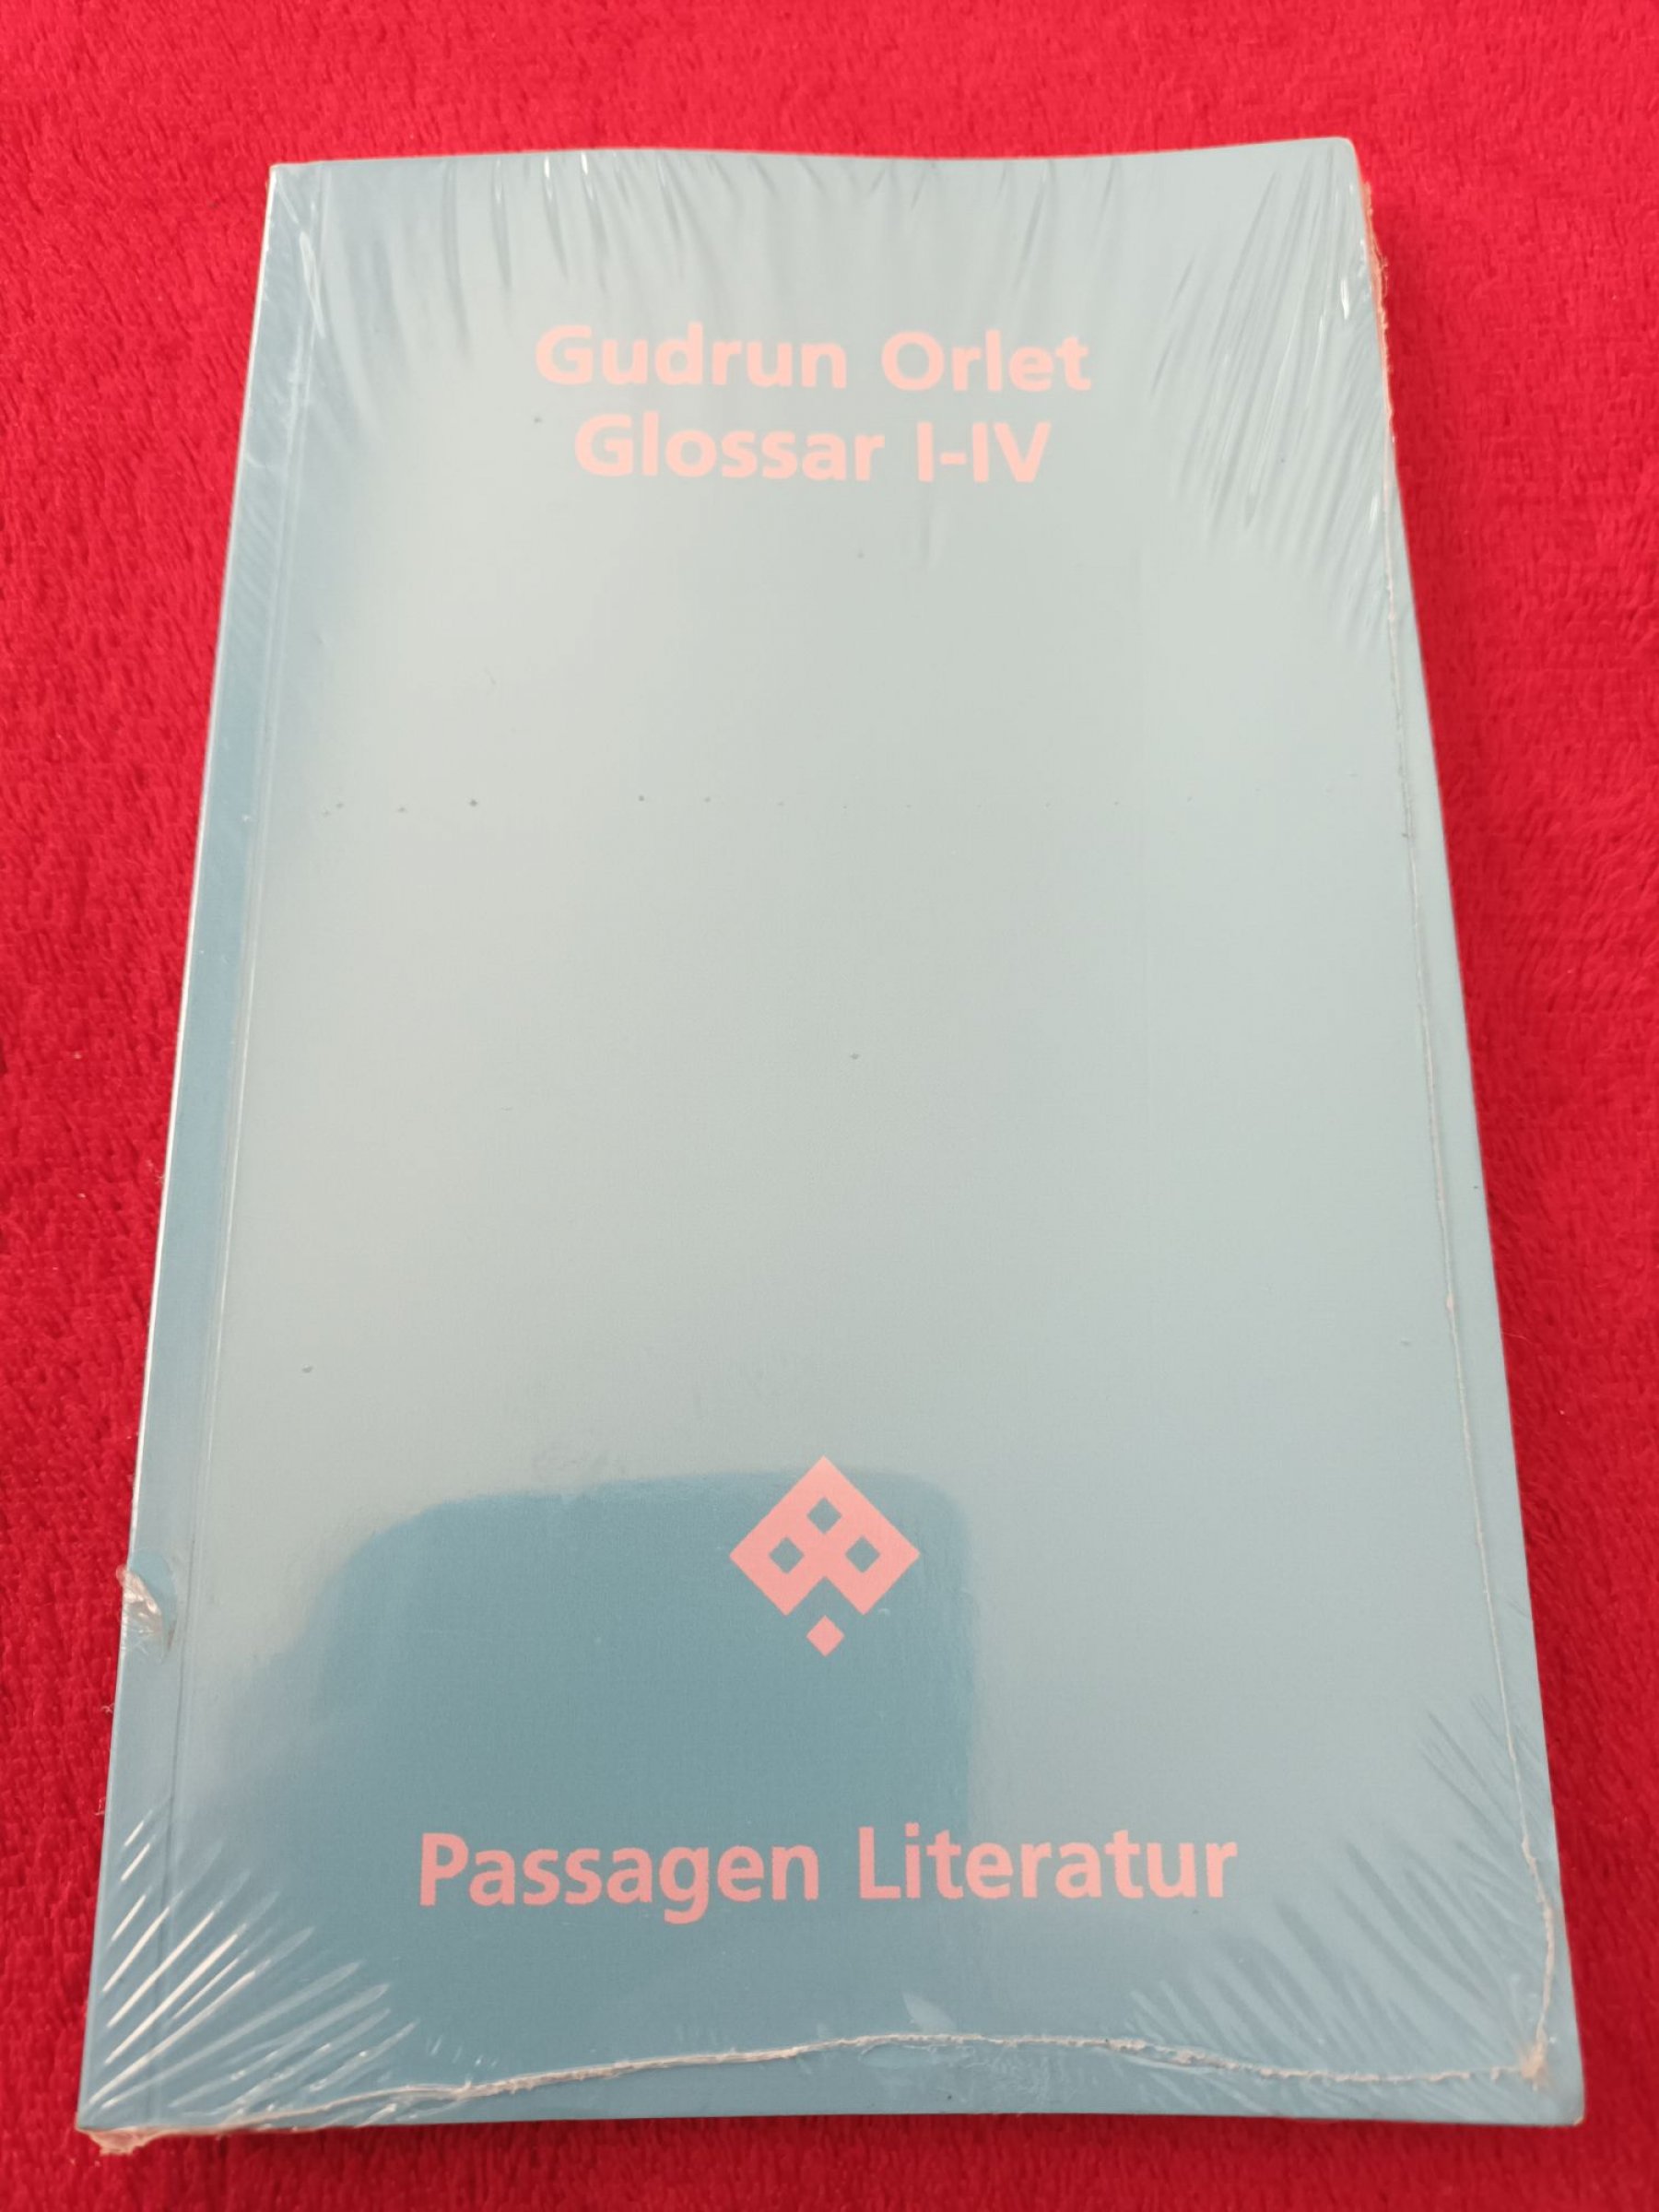 Gudrun Orlet
Glossar I-IV
Passagen Literatur